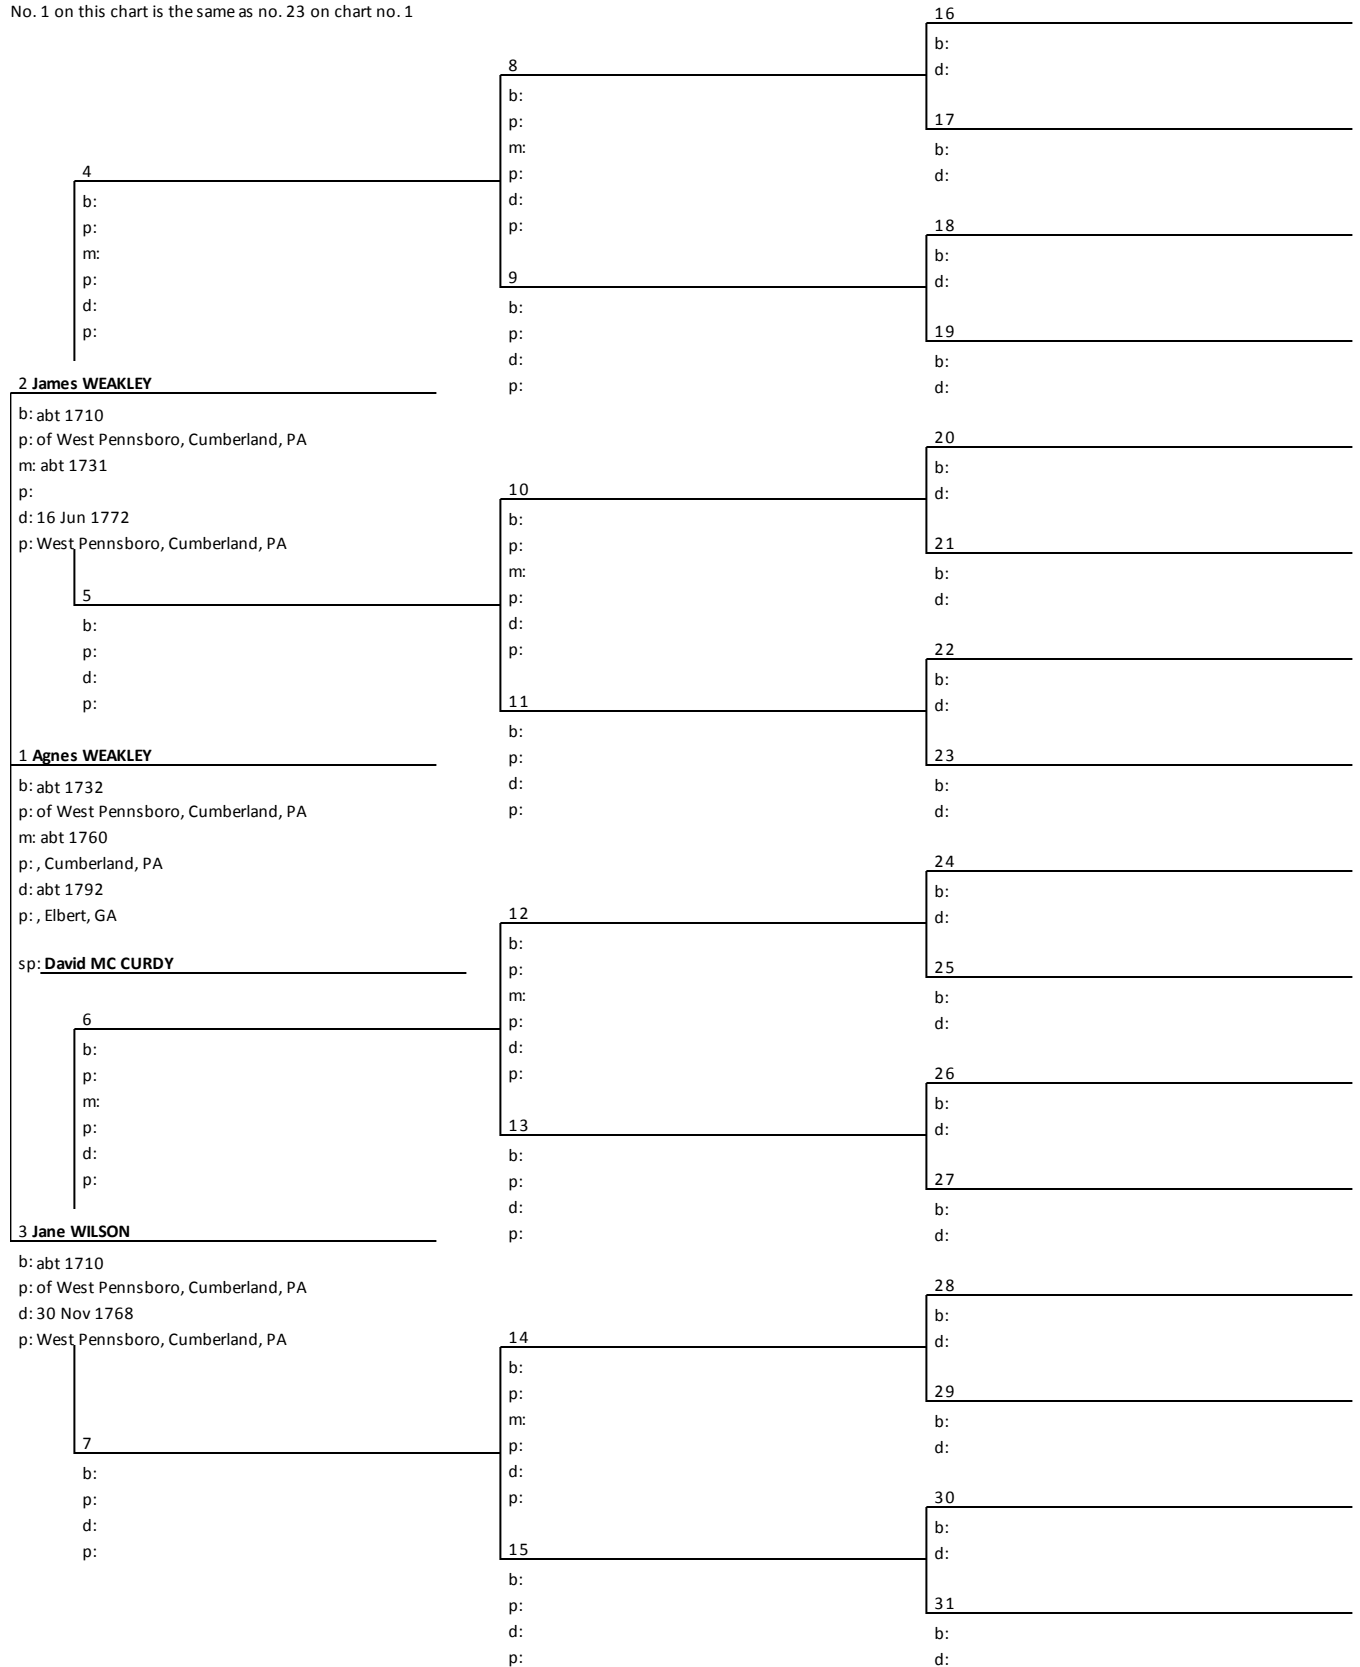 No. 1 on this chart is the same as no. 23 on chart no. 1
16
b:
d:
8
b:
p:
m:
p:
d:
p:
17
b:
d:
4
b:
p:
m:
p:
d:
p:
18
b:
d:
9
b:
p:
d:
p:
19
b:
d:
2 James WEAKLEY
b: abt 1710
p: of West Pennsboro, Cumberland, PA
m: abt 1731
p:
d: 16 Jun 1772
p: West Pennsboro, Cumberland, PA
20
b:
d:
10
b:
p:
m:
p:
d:
p:
21
b:
d:
5
b:
p:
d:
p:
22
b:
d:
11
b:
p:
d:
p:
23
b:
d:
1 Agnes WEAKLEY
b: abt 1732
p: of West Pennsboro, Cumberland, PA
m: abt 1760
p: , Cumberland, PA
d: abt 1792
p: , Elbert, GA
sp: David MC CURDY
24
b:
d:
12
b:
p:
m:
p:
d:
p:
25
b:
d:
6
b:
p:
m:
p:
d:
p:
26
b:
d:
13
b:
p:
d:
p:
27
b:
d:
3 Jane WILSON
b: abt 1710
p: of West Pennsboro, Cumberland, PA
d: 30 Nov 1768
p: West Pennsboro, Cumberland, PA
28
b:
d:
14
b:
p:
m:
p:
d:
p:
29
b:
d:
7
b:
p:
d:
p:
30
b:
d:
15
b:
p:
d:
p:
31
b:
d: